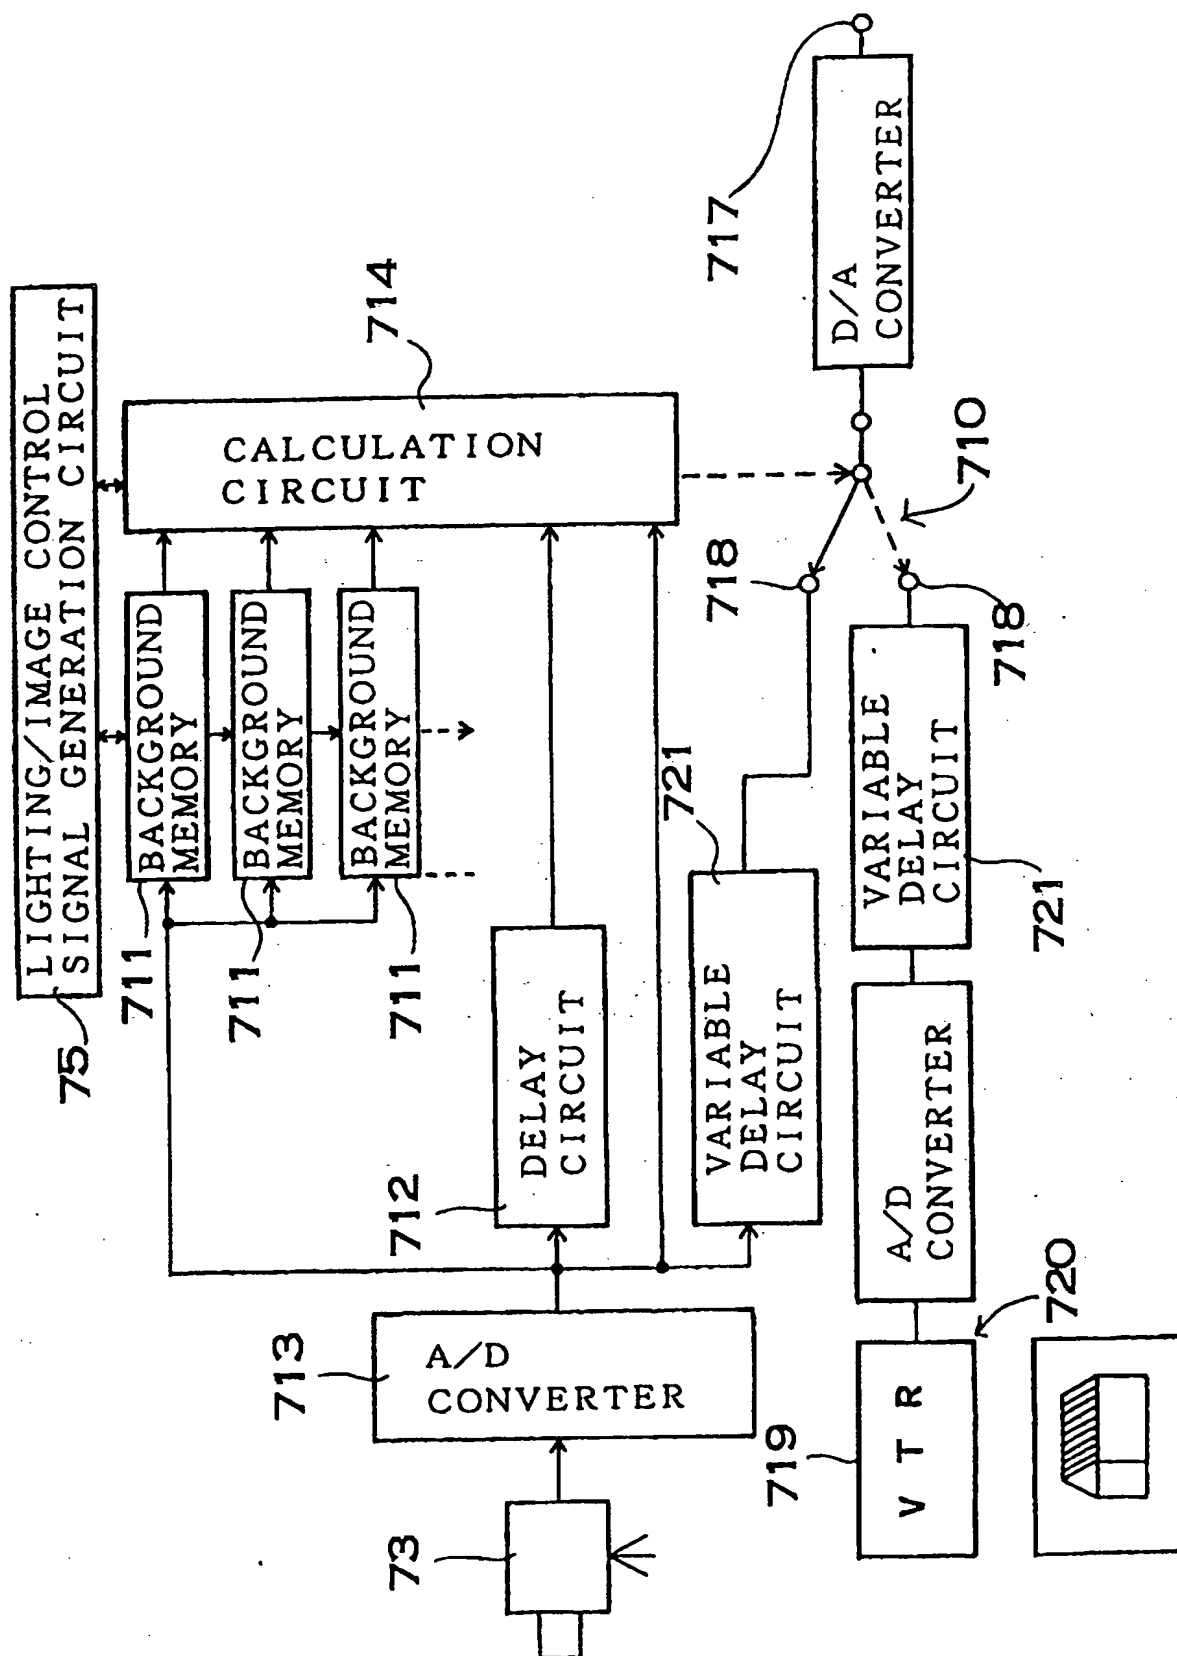 75
LIGHTING/IMAGE CONTROL
SIGNAL GENERATION CIRCUIT
711
BACKGROUND
MEMORY
711
BACKGROUND
MEMORY
711
BACKGROUND
MEMORY
714
CALCULATION
CIRCUIT
712
DELAY
CIRCUIT
73
713
A/D
CONVERTER
721
VARIABLE
DELAY
CIRCUIT
718
717
D/A
CONVERTER
710
718
719
VTR
720
A/D
CONVERTER
VARIABLE
DELAY
CIRCUIT
721